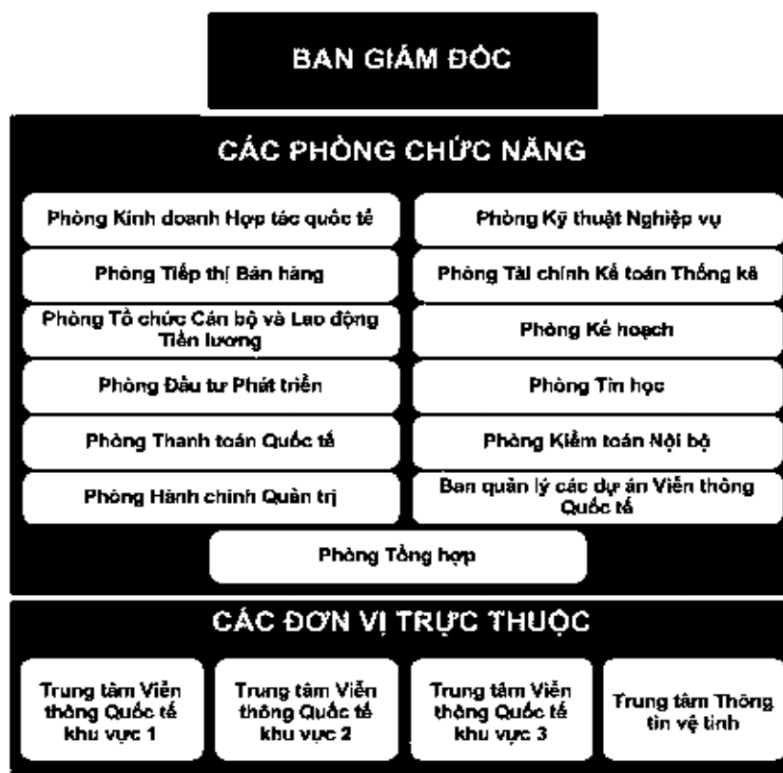 BAN GIÁM ĐỐC
CÁC PHÒNG CHỨC NĂNG
Phòng Kinh doanh Hợp tác quốc tế
Phòng Kỹ thuật Nghiệp vụ
Phòng Tiếp thị Bán hàng
Phòng Tài chính Kế toán Thống kê
Phòng Tổ chức Cán bộ và Lao động
Tiền lương
Phòng Kế hoạch
Phòng Đầu tư Phát triển
Phòng Tin học
Phòng Thanh toán Quốc tế
Phòng Kiểm toán Nội bộ
Phòng Hành chính Quản trị
Ban quản lý các dự án Viễn thông
Quốc tế
Phòng Tổng hợp
CÁC ĐƠN VỊ TRỰC THUỘC
Trung tâm Viễn
thông Quốc tế
khu vực 1
Trung tâm Viễn
thông Quốc tế
khu vực 2
Trung tâm Viễn
thông Quốc tế
khu vực 3
Trung tâm Thông
tin vệ tinh